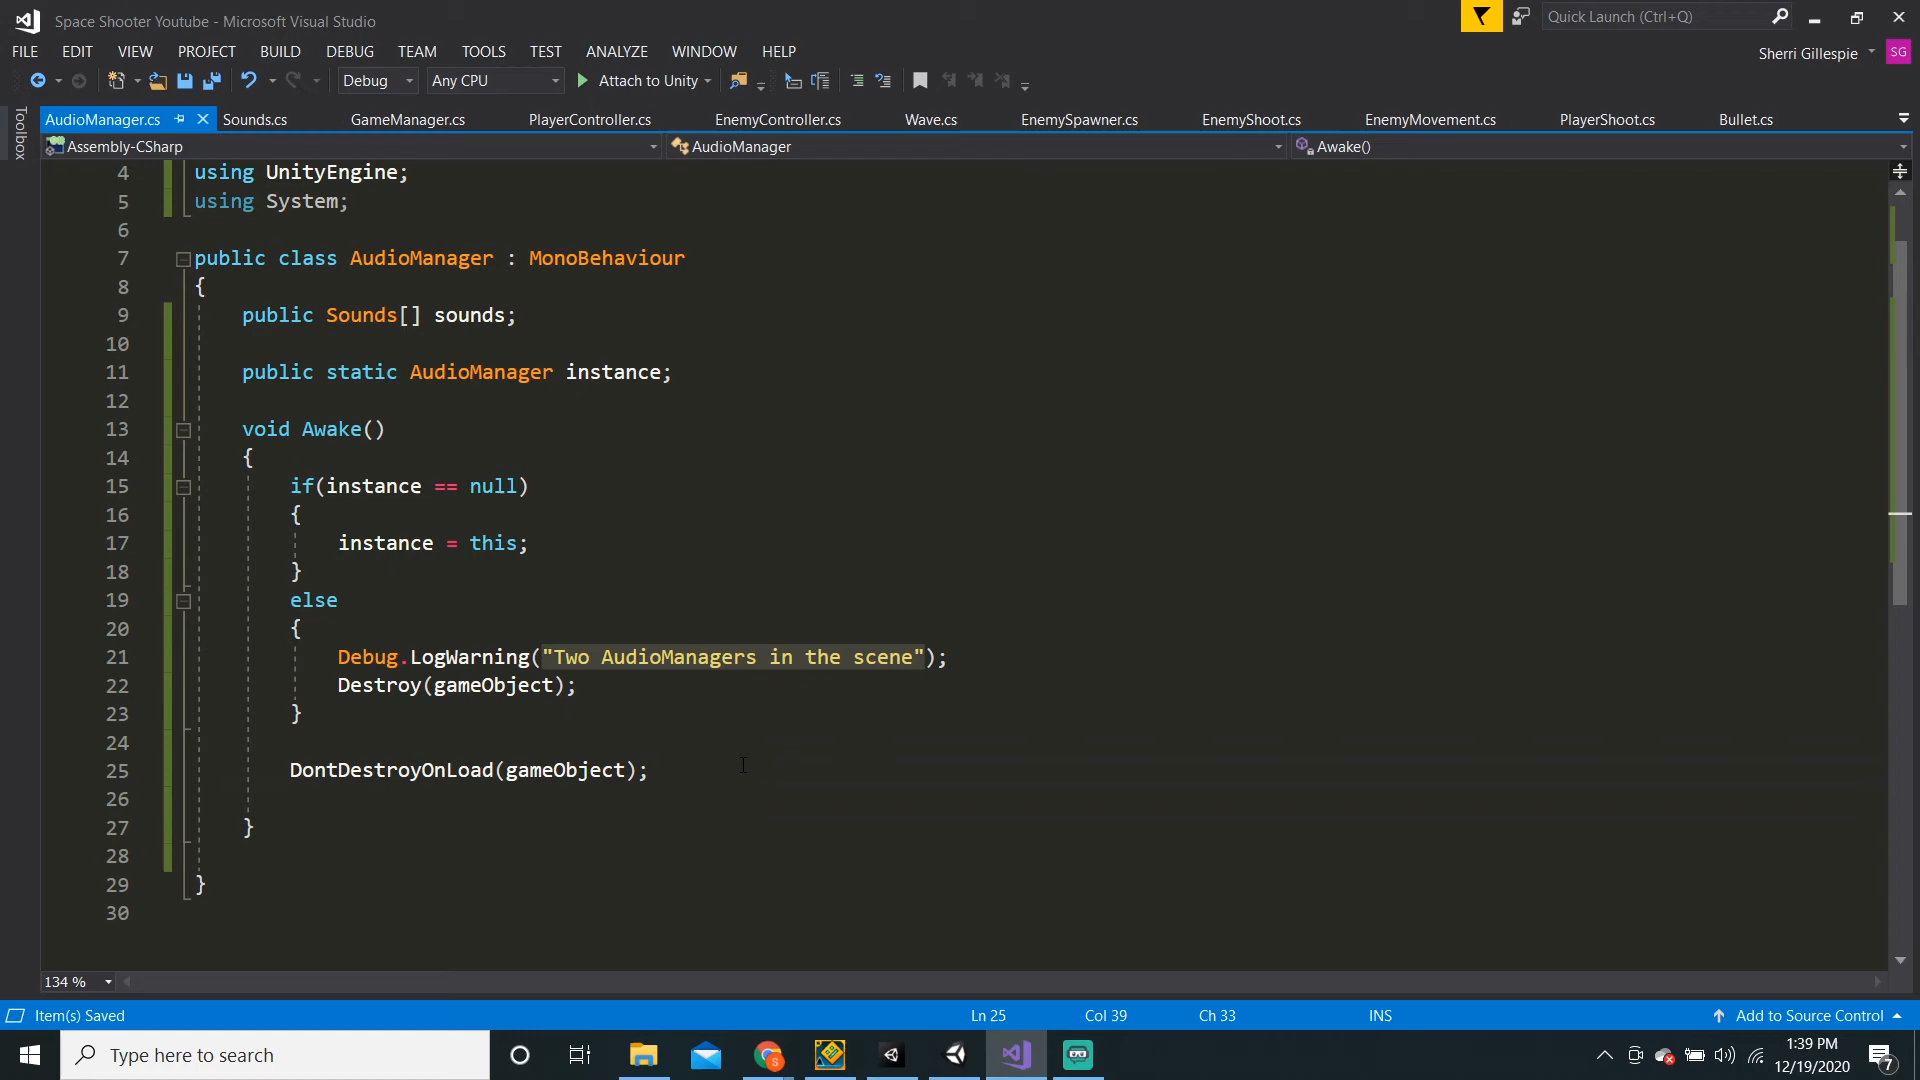 Space Shooter Youtube - Microsoft Visual Studio
Quick Launch (Ctrl+Q)
FILE EDIT VIEW PROJECT BUILD DEBUG TEAM TOOLS TEST ANALYZE WINDOW HELP
Sherri Gillespie SG
Debug Any CPU Attach to Unity
Toolbox
AudioManager.cs Sounds.cs GameManager.cs PlayerController.cs EnemyController.cs Wave.cs EnemySpawner.cs EnemyShoot.cs EnemyMovement.cs PlayerShoot.cs Bullet.cs
Assembly-CSharp AudioManager Awake()
4 using UnityEngine;
5 using System;
6
7 public class AudioManager : MonoBehaviour
8 {
9 public Sounds[] sounds;
10
11 public static AudioManager instance;
12
13 void Awake()
14 {
15 if(instance == null)
16 {
17 instance = this;
18 }
19 else
20 {
21 Debug.LogWarning("Two AudioManagers in the scene");
22 Destroy(gameObject);
23 }
24
25 DontDestroyOnLoad(gameObject);
26
27 }
28
29 }
30
134 %
Item(s) Saved Ln 25 Col 39 Ch 33 INS Add to Source Control
Type here to search
1:39 PM
12/19/2020
7